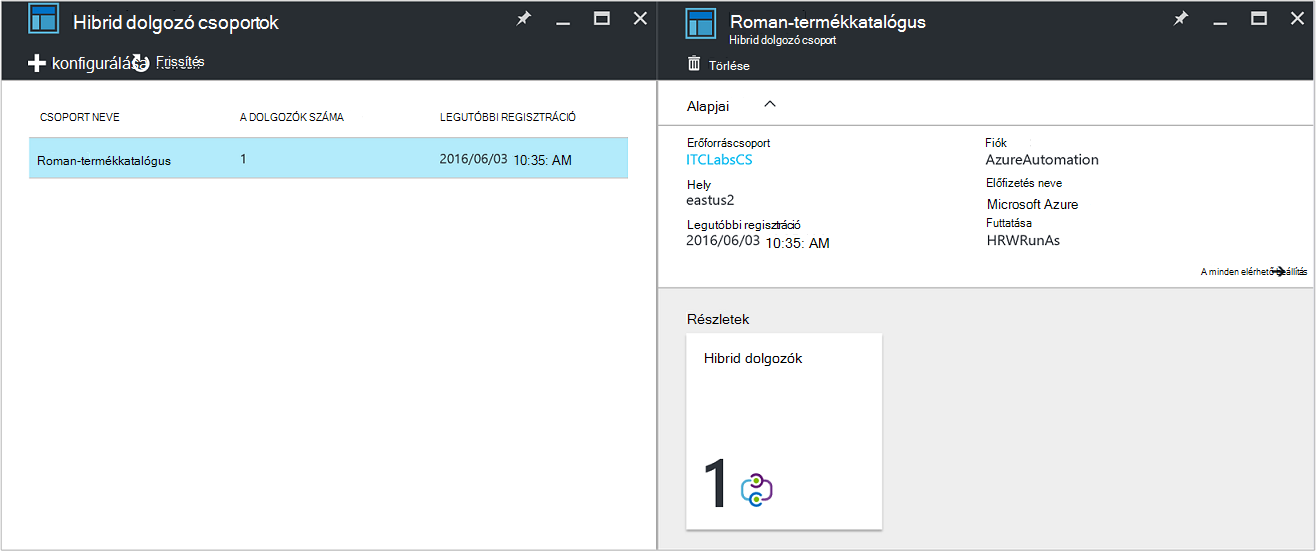 Hibrid dolgozó csoportok
konfigurálása Frissítés
CSOPORT NEVE A DOLGOZÓK SZÁMA LEGUTÓBBI REGISZTRÁCIÓ
Roman-termékkatalógus 1 2016/06/03 10:35: AM
Roman-termékkatalógus
Hibrid dolgozó csoport
Törlése
Alapjai
Erőforráscsoport
ITCLabsCS
Hely
eastus2
Legutóbbi regisztráció
2016/06/03 10:35: AM
Fiók
AzureAutomation
Előfizetés neve
Microsoft Azure
Futtatása
HRWRunAs
A minden elérhető beállítás
Részletek
Hibrid dolgozók
1